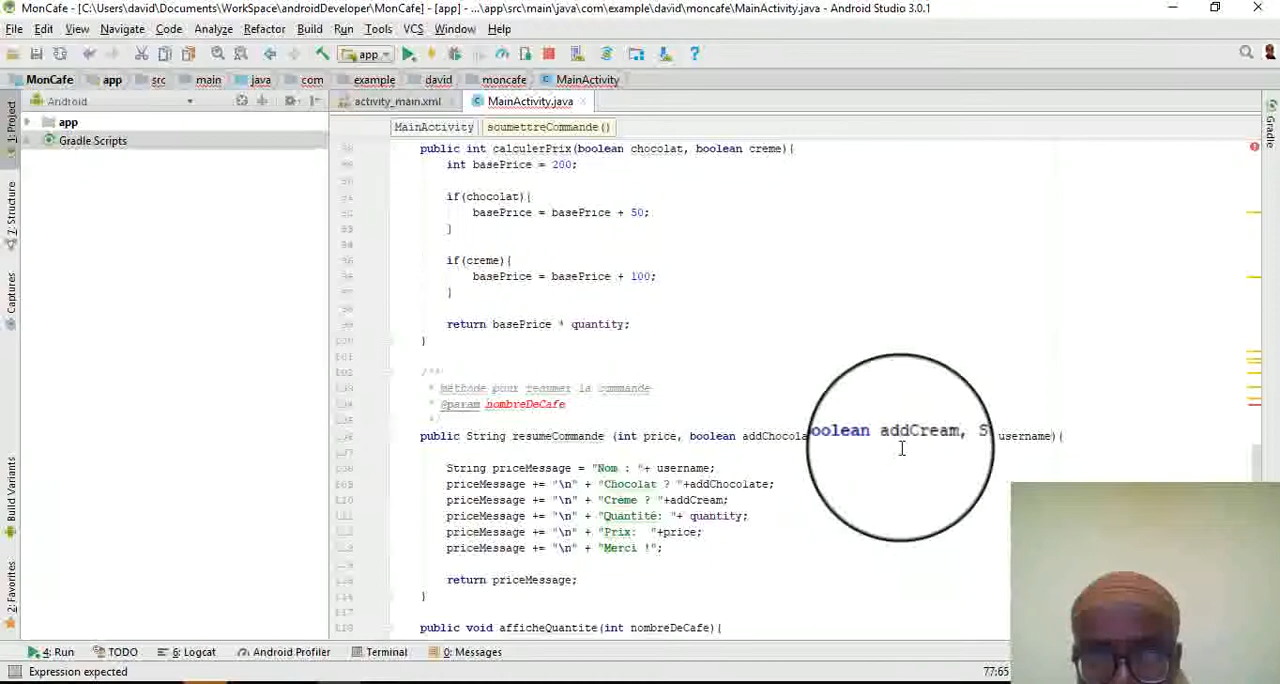 MonCafe - [C:\Users\david\Documents\WorkSpace\androidDeveloper\MonCafe] - [app] - ...\app\src\main\java\com\example\david\moncafe\MainActivity.java - Android Studio 3.0.1
File Edit View Navigate Code Analyze Refactor Build Run Tools VCS Window Help
app
MonCafe app src main java com example david moncafe MainActivity
1: Project
Android
activity_main.xml MainActivity.java
Gradle
app
Gradle Scripts
MainActivity soumettreCommande()
public int calculerPrix(boolean chocolat, boolean creme){
int basePrice = 200;
if(chocolat){
basePrice = basePrice + 50;
}
if(creme){
basePrice = basePrice + 100;
}
return basePrice * quantity;
}
/**
* méthode pour resumer la commande
* @param nombreDeCafe
*/
public String resumeCommande (int price, boolean addChocola oolean addCream, S username){
String priceMessage = "Nom : "+ username;
priceMessage += "\n" + "Chocolat ? "+addChocolate;
priceMessage += "\n" + "Creme ? "+addCream;
priceMessage += "\n" + "Quantité: "+ quantity;
priceMessage += "\n" + "Prix: "+price;
priceMessage += "\n" + "Merci !";
return priceMessage;
}
public void afficheQuantite(int nombreDeCafe){
Z: Structure
Captures
Build Variants
2: Favorites
4: Run TODO 6: Logcat Android Profiler Terminal 0: Messages
Expression expected
77:65